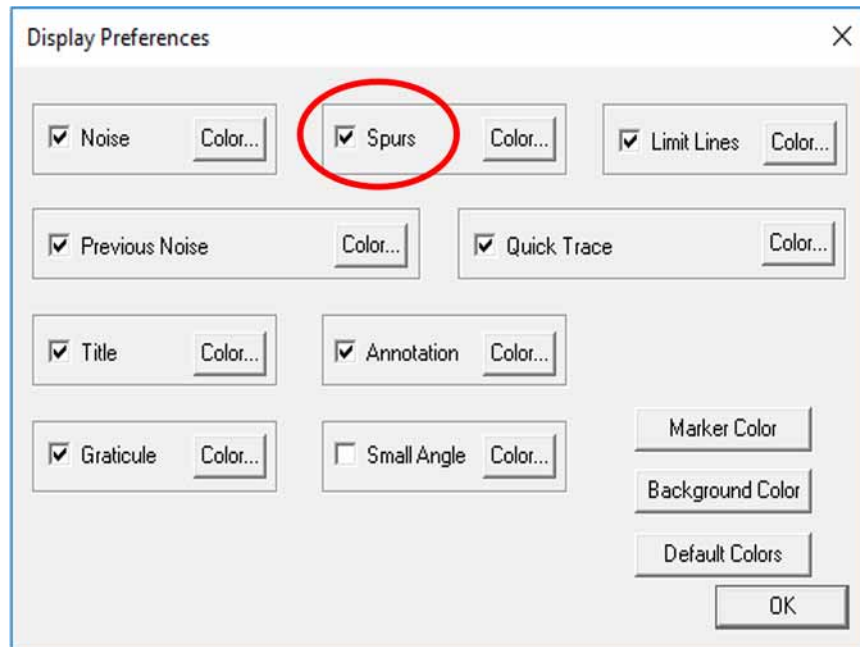 Display Preferences
Noise Color... Spurs Color... Limit Lines Color...
Previous Noise Color... Quick Trace Color...
Title Color... Annotation Color...
Graticule Color... Small Angle Color...
Marker Color
Background Color
Default Colors
OK